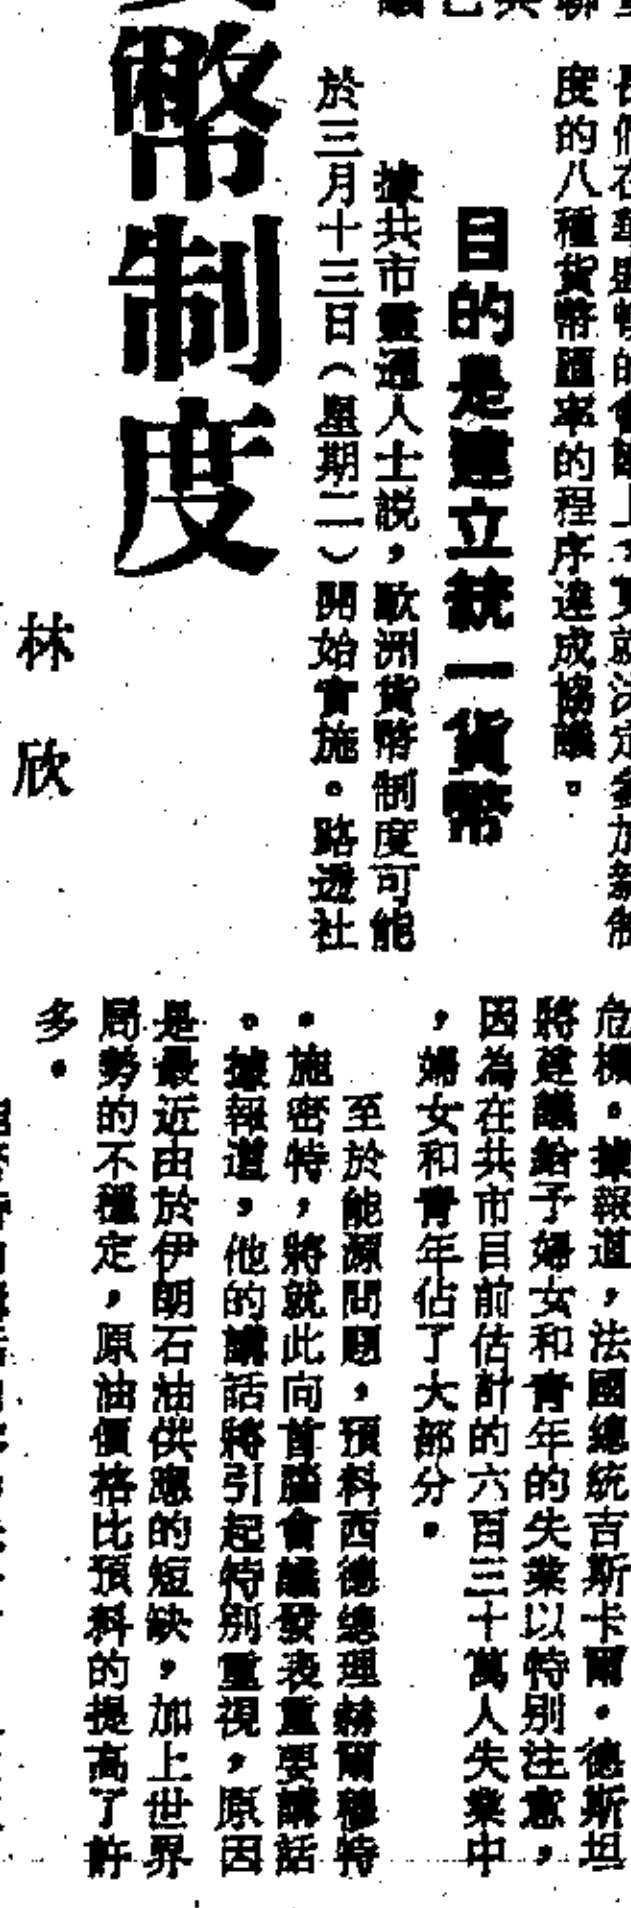 幣制度
林欣
度的八種貨幣匯率的程序達成協議。
目的是建立統一貨幣
據共市靈通人士説，歐洲貨幣制度可能
於三月十三日（星期二）開始實施。路透社
危機。據報道，法國總統吉斯卡爾•德斯坦
將建議給予婦女和青年的失業以特別注意，
因為在共市目前估計的六百三十萬人失業中
，婦女和青年佔了大部分。
至於能源問題，預料西德總理赫爾穆特
•施密特，將就此向首腦會議發表重要講話
。據報道，他的講話將引起特別重視，原因
是最近由於伊朗石油供應的短缺，加上世界
局勢的不穩定，原油價格比預料的提高了許
多。